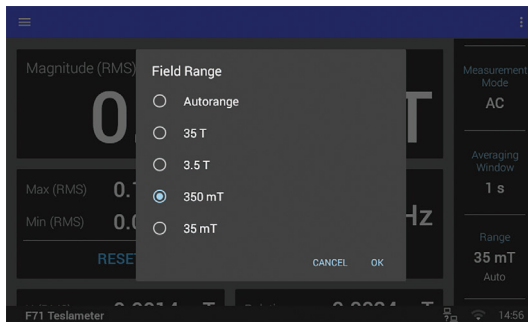 Magnitude (RMS)
Field Range
Autorange
35 T
3.5 T
350 mT
35 mT
CANCEL OK
Max (RMS)
Min (RMS)
Hz
Measurement
Mode
AC
Averaging
Window
1 s
Range
35 mT
Auto
F71 Teslameter
14:56